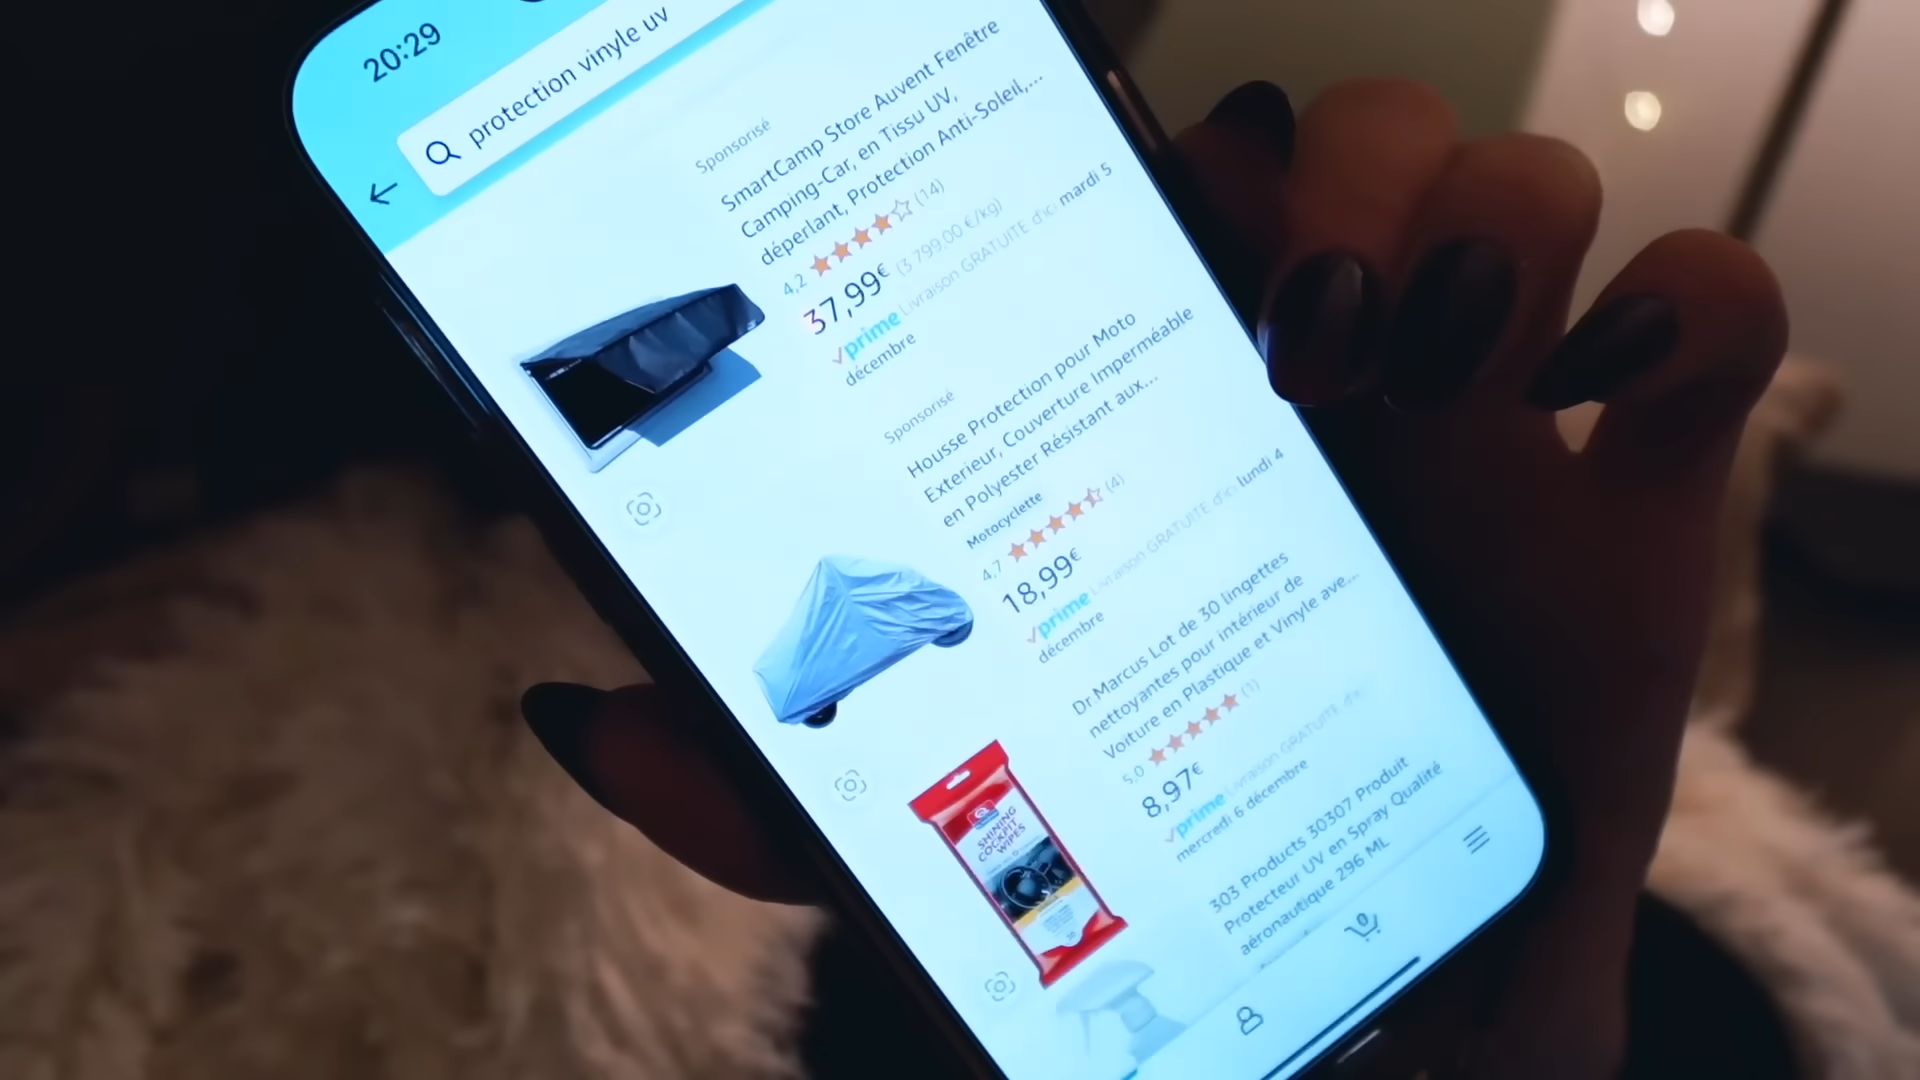 20:29
protection vinyle uv
Sponsorisé
SmartCamp Store Auvent Fenêtre
Camping-Car, en Tissu UV,
déperlant, Protection Anti-Soleil,...
4,2 (14)
37,99€ (3 799,00 €/kg)
prime Livraison GRATUITE d'ici mardi 5
décembre
Sponsorisé
Housse Protection pour Moto
Exterieur, Couverture Imperméable
en Polyester Résistant aux...
Motocyclette
4,7 (4)
18,99€
prime Livraison GRATUITE d'ici lundi 4
décembre
Dr.Marcus Lot de 30 lingettes
nettoyantes pour intérieur de
Voiture en Plastique et Vinyle ave...
5,0 (1)
8,97€
prime Livraison GRATUITE d'ici
mercredi 6 décembre
SHINING
COCKPIT
WIPES
303 Products 30307 Produit
Protecteur UV en Spray Qualité
aéronautique 296 ML
0